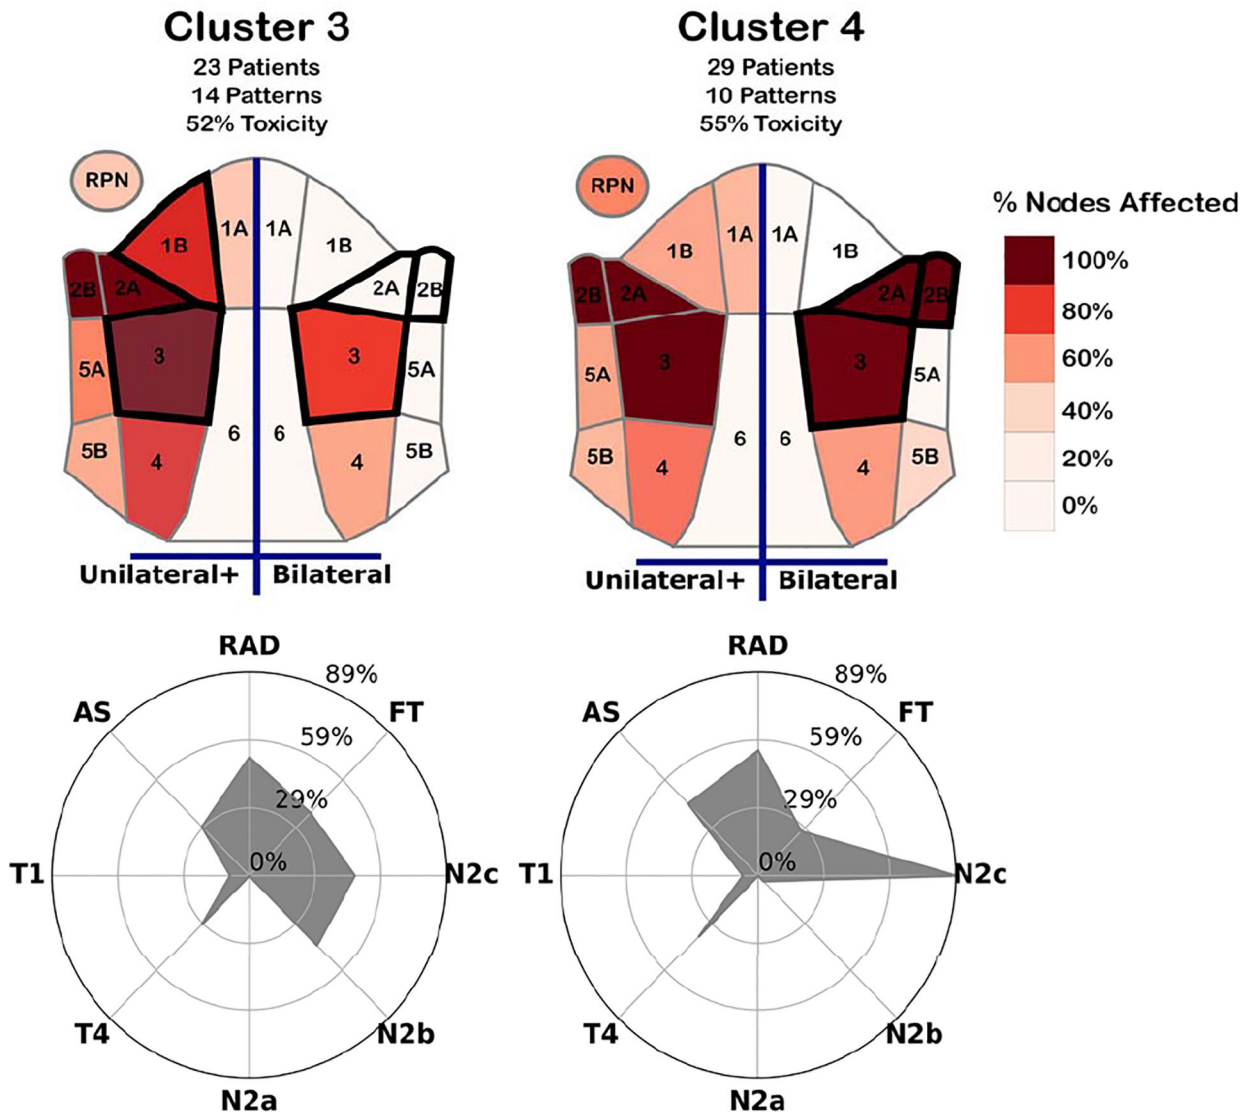 Cluster 3
23 Patients
14 Patterns
52% Toxicity
RPN
1A
1A
1B
1B
2B
2A
2A
2B
3
3
5A
5A
6
6
5B
4
4
5B
Unilateral+
Bilateral
Cluster 4
29 Patients
10 Patterns
55% Toxicity
RPN
1A
1A
1B
1B
2B
2A
2A
2B
3
3
5A
5A
6
6
5B
4
4
5B
Unilateral+
Bilateral
% Nodes Affected
100%
80%
60%
40%
20%
0%
RAD
89%
AS
FT
59%
29%
0%
T1
N2c
T4
N2b
N2a
RAD
89%
AS
FT
59%
29%
0%
T1
N2c
T4
N2b
N2a